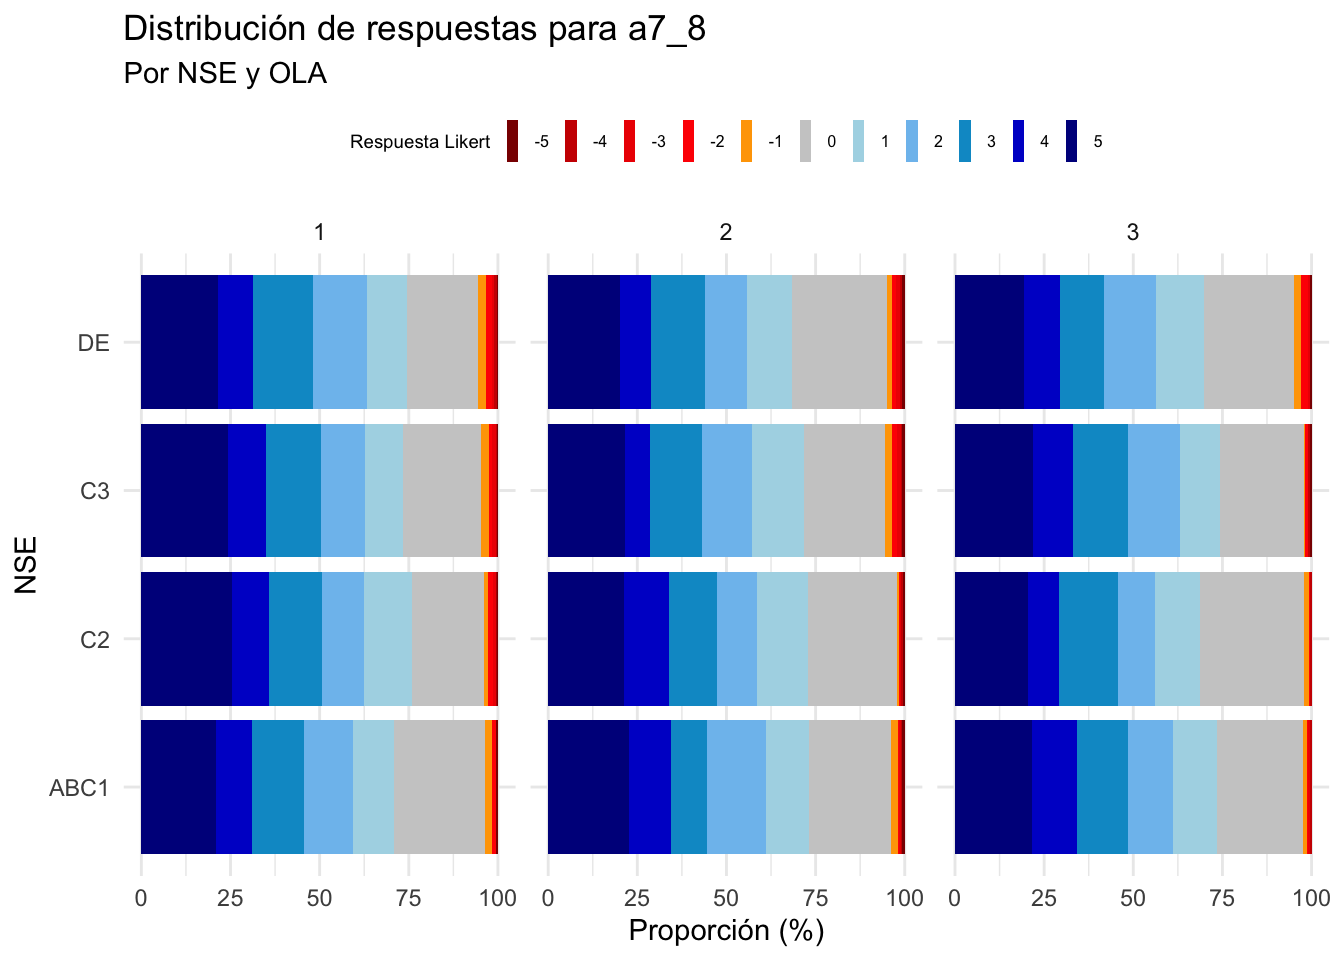 Distribución de respuestas para a7_8
Por NSE y OLA
Respuesta Likert -5 -4 -3 -2 -1 0 1 2 3 4 5
1 2 3
DE
C3
C2
ABC1
NSE
0 25 50 75 100 0 25 50 75 100 0 25 50 75 100
Proporción (%)